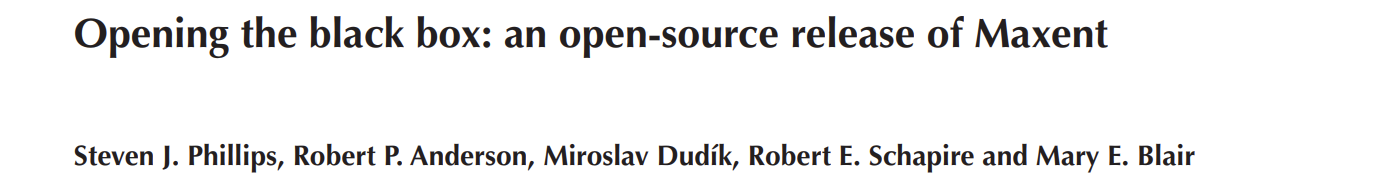 Opening the black box: an open-source release of Maxent
Steven J. Phillips, Robert P. Anderson, Miroslav Dudík, Robert E. Schapire and Mary E. Blair